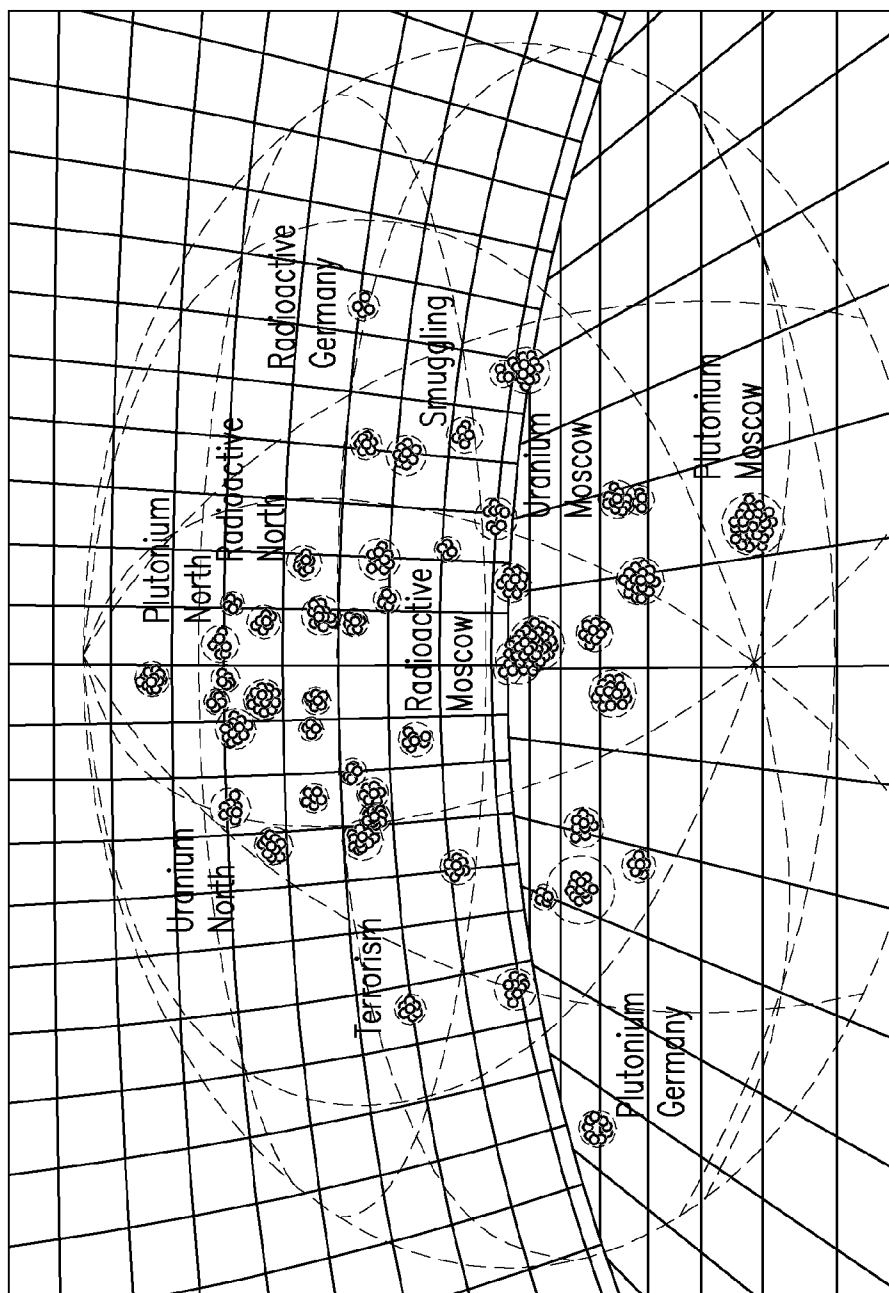 Uranium
North
Plutonium
North
Radioactive
North
Radioactive
Germany
Terrorism
Radioactive
Moscow
Smuggling
Uranium
Moscow
Plutonium
Germany
Plutonium
Moscow